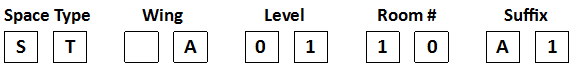 Space Type Wing Level Room # Suffix
S T A 0 1 1 0 A 1